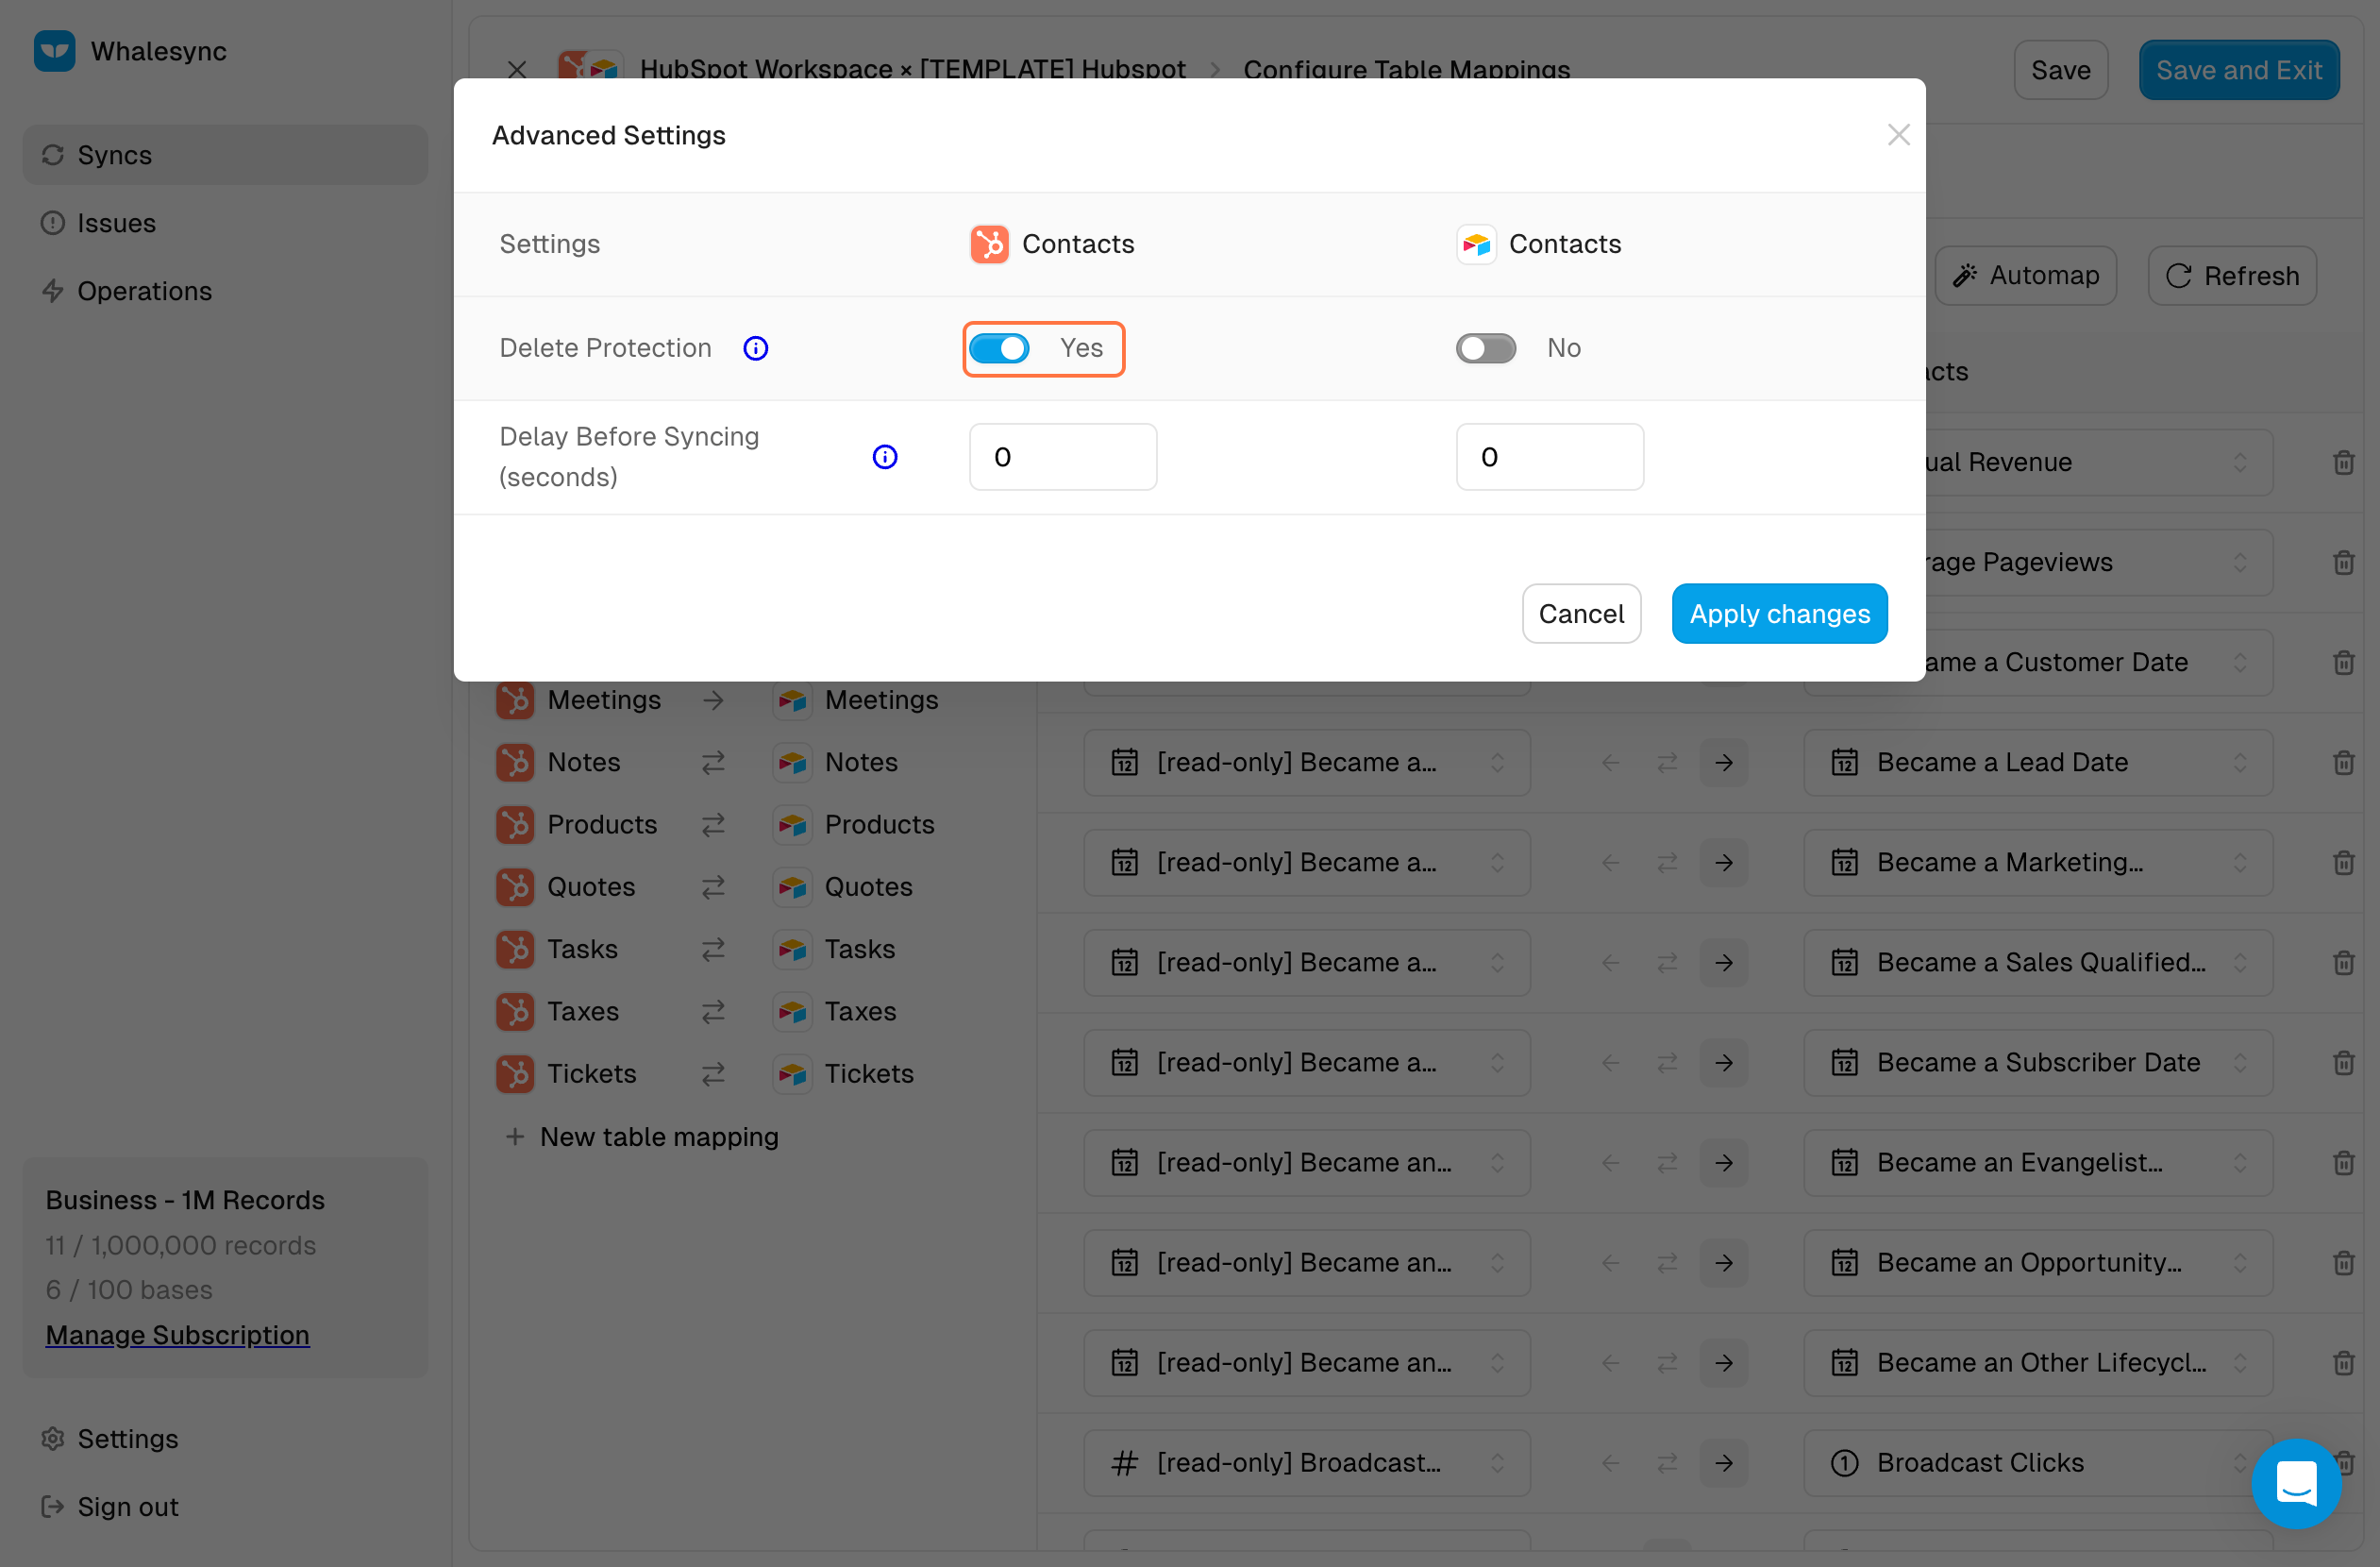 Whalesync
Syncs
Issues
Operations
Business - 1M Records
11 / 1,000,000 records
6 / 100 bases
Manage Subscription
Settings
Sign out
HubSpot Workspace × [TEMPLATE] Hubspot
Configure Table Mappings
Save
Save and Exit
Automap
Refresh
Advanced Settings
Settings
Contacts
Contacts
Delete Protection
Yes
No
Delay Before Syncing
(seconds)
0
0
Cancel
Apply changes
Meetings
Meetings
Notes
Notes
Products
Products
Quotes
Quotes
Tasks
Tasks
Taxes
Taxes
Tickets
Tickets
New table mapping
Pageviews
ual Revenue
ame a Customer Date
[read-only] Became a...
Became a Lead Date
[read-only] Became a...
Became a Marketing...
[read-only] Became a...
Became a Sales Qualified...
[read-only] Became a...
Became a Subscriber Date
[read-only] Became an...
Became an Evangelist...
[read-only] Became an...
Became an Opportunity...
[read-only] Became an...
Became an Other Lifecycl...
[read-only] Broadcast...
Broadcast Clicks